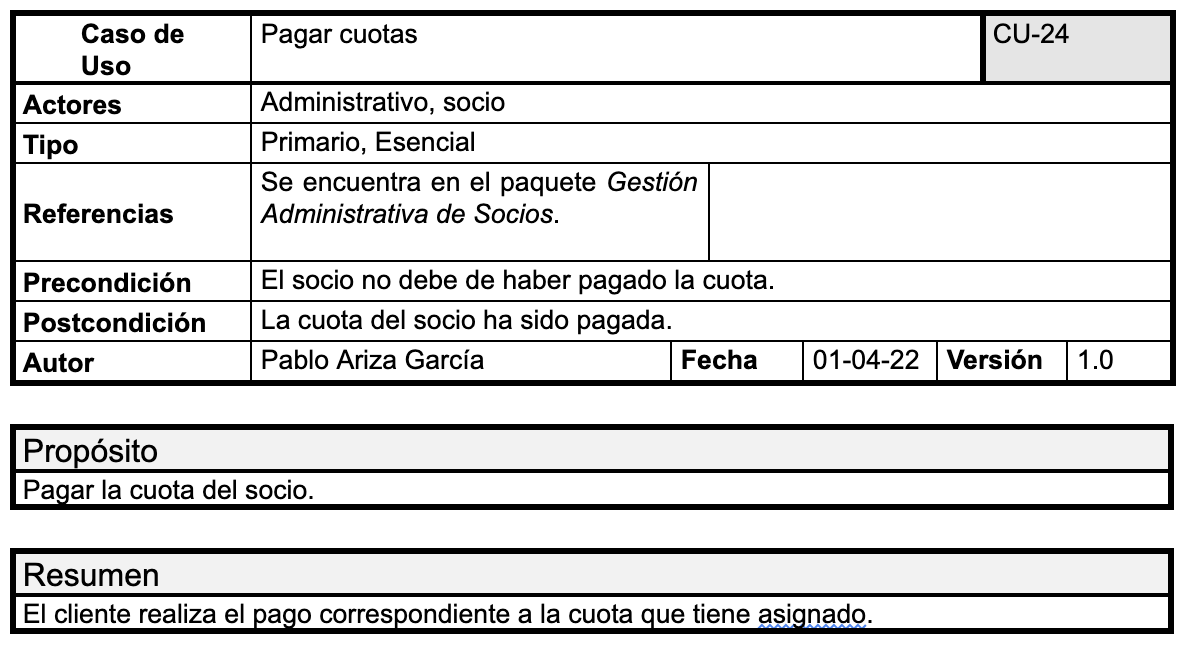 Caso de Uso Pagar cuotas CU-24
Actores Administrativo, socio
Tipo Primario, Esencial
Referencias Se encuentra en el paquete Gestión
Administrativa de Socios.
Precondición El socio no debe de haber pagado la cuota.
Postcondición La cuota del socio ha sido pagada.
Autor Pablo Ariza García Fecha 01-04-22 Versión 1.0
Propósito
Pagar la cuota del socio.
Resumen
El cliente realiza el pago correspondiente a la cuota que tiene asignado.